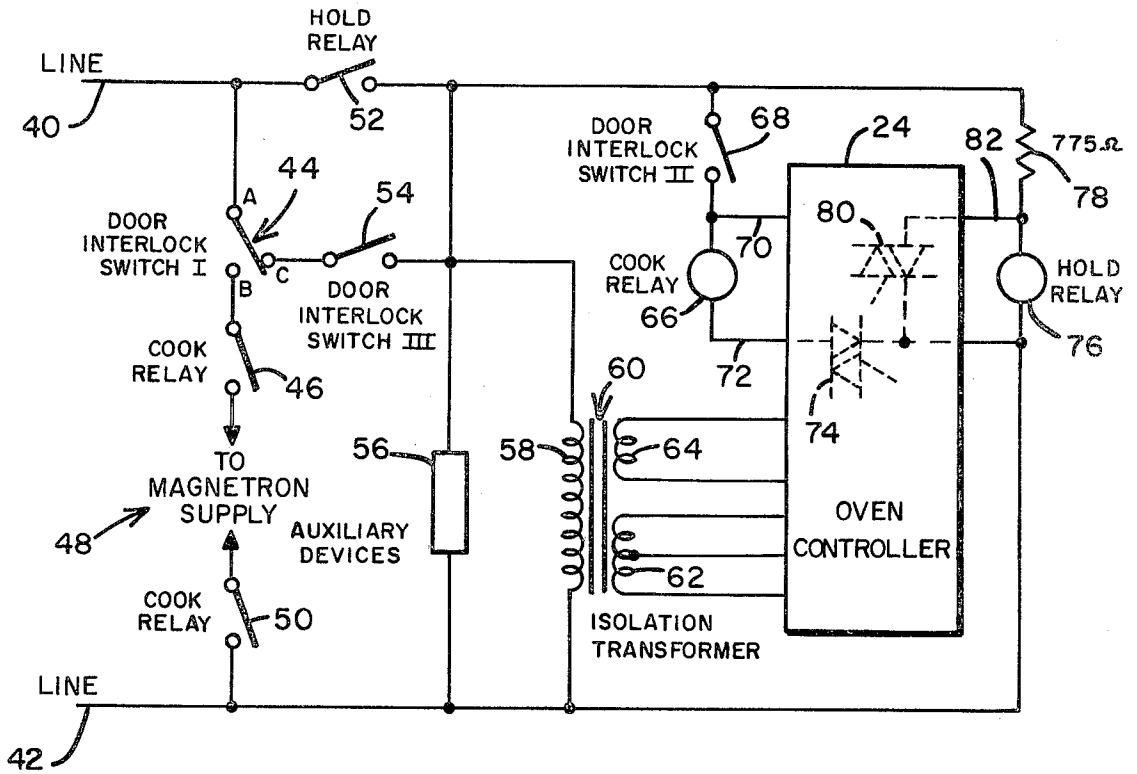 HOLD
RELAY
LINE
40
52
DOOR
INTERLOCK
SWITCH II
68
24
82
775Ω
78
A
44
54
DOOR
INTERLOCK
SWITCH I
C
B
DOOR
INTERLOCK
SWITCH III
70
80
COOK
RELAY
66
HOLD
RELAY
76
COOK
RELAY
46
72
74
60
TO
MAGNETRON
SUPPLY
48
56
58
64
AUXILIARY
DEVICES
OVEN
CONTROLLER
62
COOK
RELAY
50
ISOLATION
TRANSFORMER
LINE
42